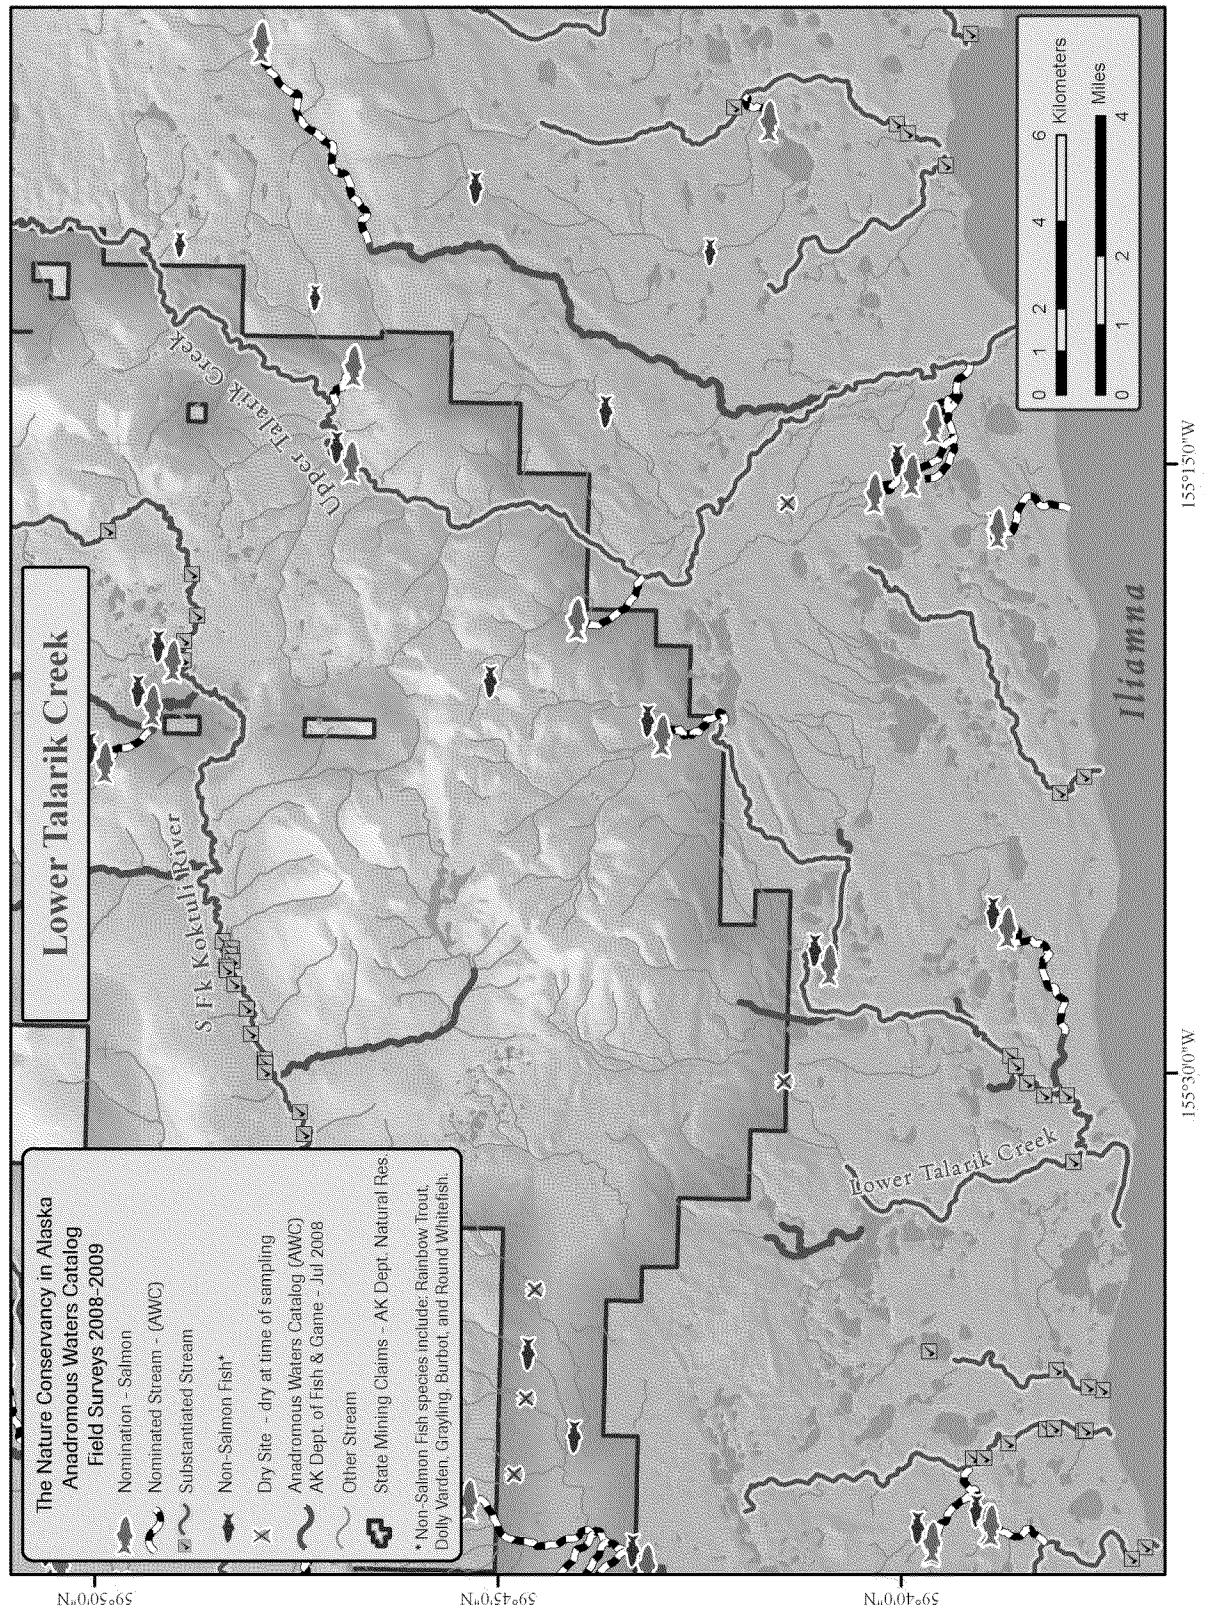 Lower Talarik Creek
The Nature Conservancy in Alaska
Anadromous Waters Catalog
Field Surveys 2008-2009
Nomination - Salmon
Nominated Stream - (AWC)
Substantiated Stream
Non-Salmon Fish*
Dry Site - dry at time of sampling
Anadromous Waters Catalog (AWC)
AK Dept. of Fish & Game - Jul 2008
Other Stream
State Mining Claims - AK Dept. Natural Res.
* Non-Salmon Fish species include: Rainbow Trout,
Dolly Varden, Grayling, Burbot, and Round Whitefish.
S Fk Koktuli River
Upper Talarik Creek
Lower Talarik Creek
Iliamna
0 1 2 4 6
Kilometers
Miles
0 1 2 4
59°50'0"N
59°45'0"N
59°40'0"N
155°30'0"W
155°15'0"W